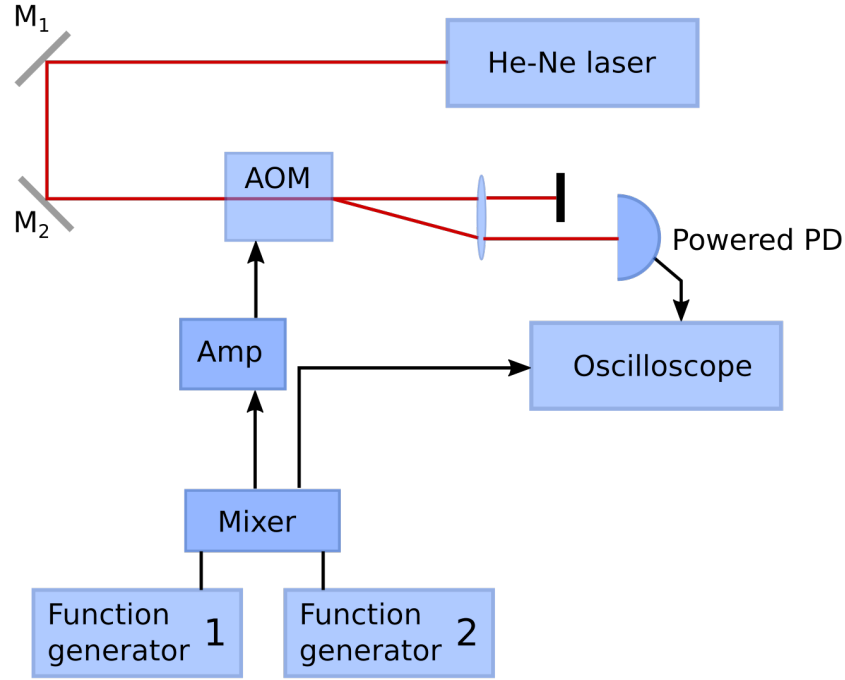 M₁
He-Ne laser
AOM
M₂
Powered PD
Amp
Oscilloscope
Mixer
Function
generator 1
Function
generator 2